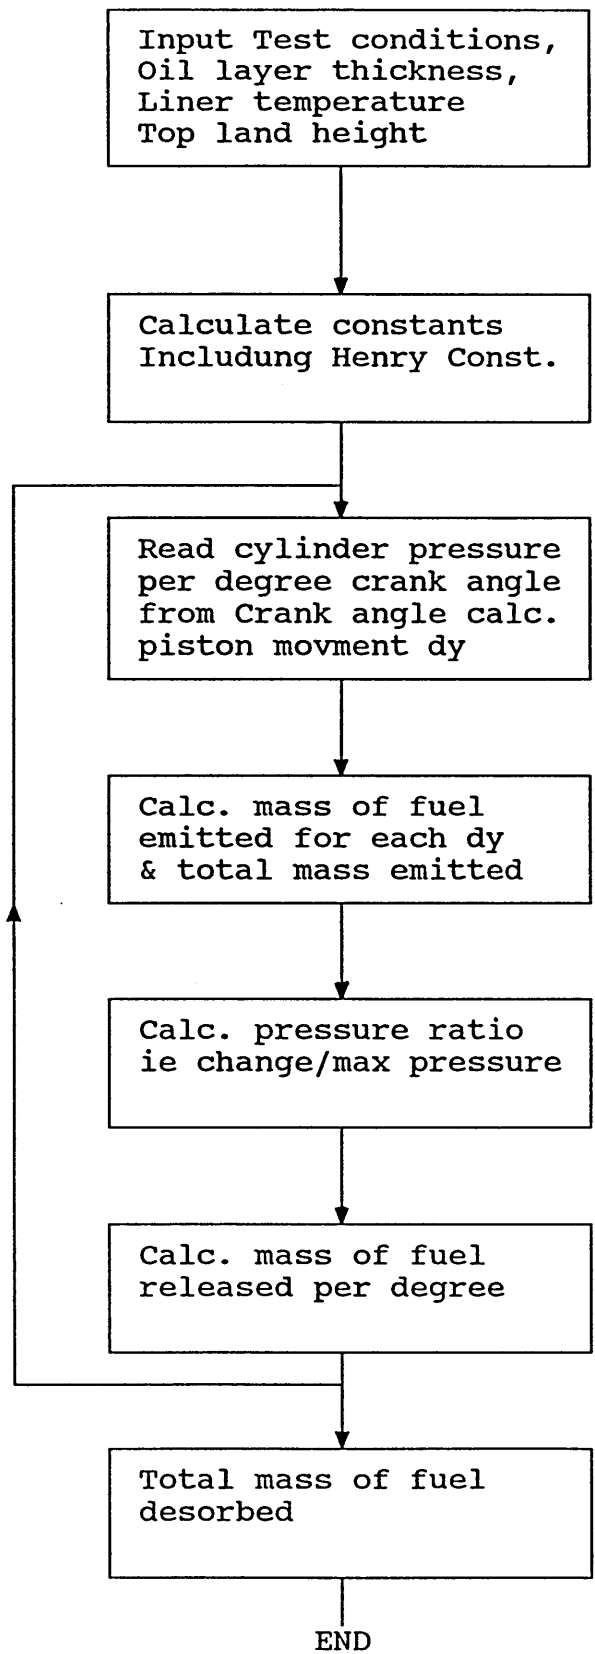 Input Test conditions,
Oil layer thickness,
Liner temperature
Top land height
Calculate constants
Includung Henry Const.
Read cylinder pressure
per degree crank angle
from Crank angle calc.
piston movment dy
Calc. mass of fuel
emitted for each dy
& total mass emitted
Calc. pressure ratio
ie change/max pressure
Calc. mass of fuel
released per degree
Total mass of fuel
desorbed
END